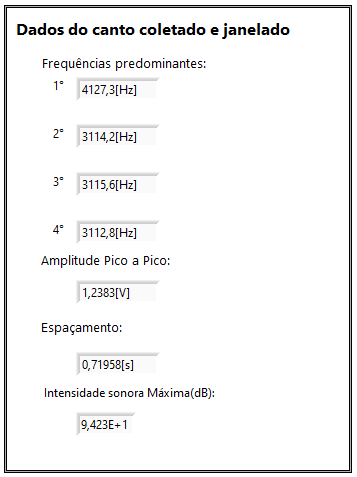 Dados do canto coletado e janelado
Frequências predominantes:
1° 4127,3[Hz]
2° 3114,2[Hz]
3° 3115,6[Hz]
4° 3112,8[Hz]
Amplitude Pico a Pico:
1,2383[V]
Espaçamento:
0,71958[s]
Intensidade sonora Máxima(dB):
9,423E+1